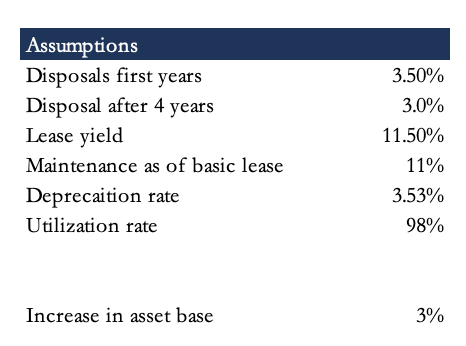 Assumptions
Disposals first years 3.50%
Disposal after 4 years 3.0%
Lease yield 11.50%
Maintenance as of basic lease 11%
Deprecaition rate 3.53%
Utilization rate 98%
Increase in asset base 3%